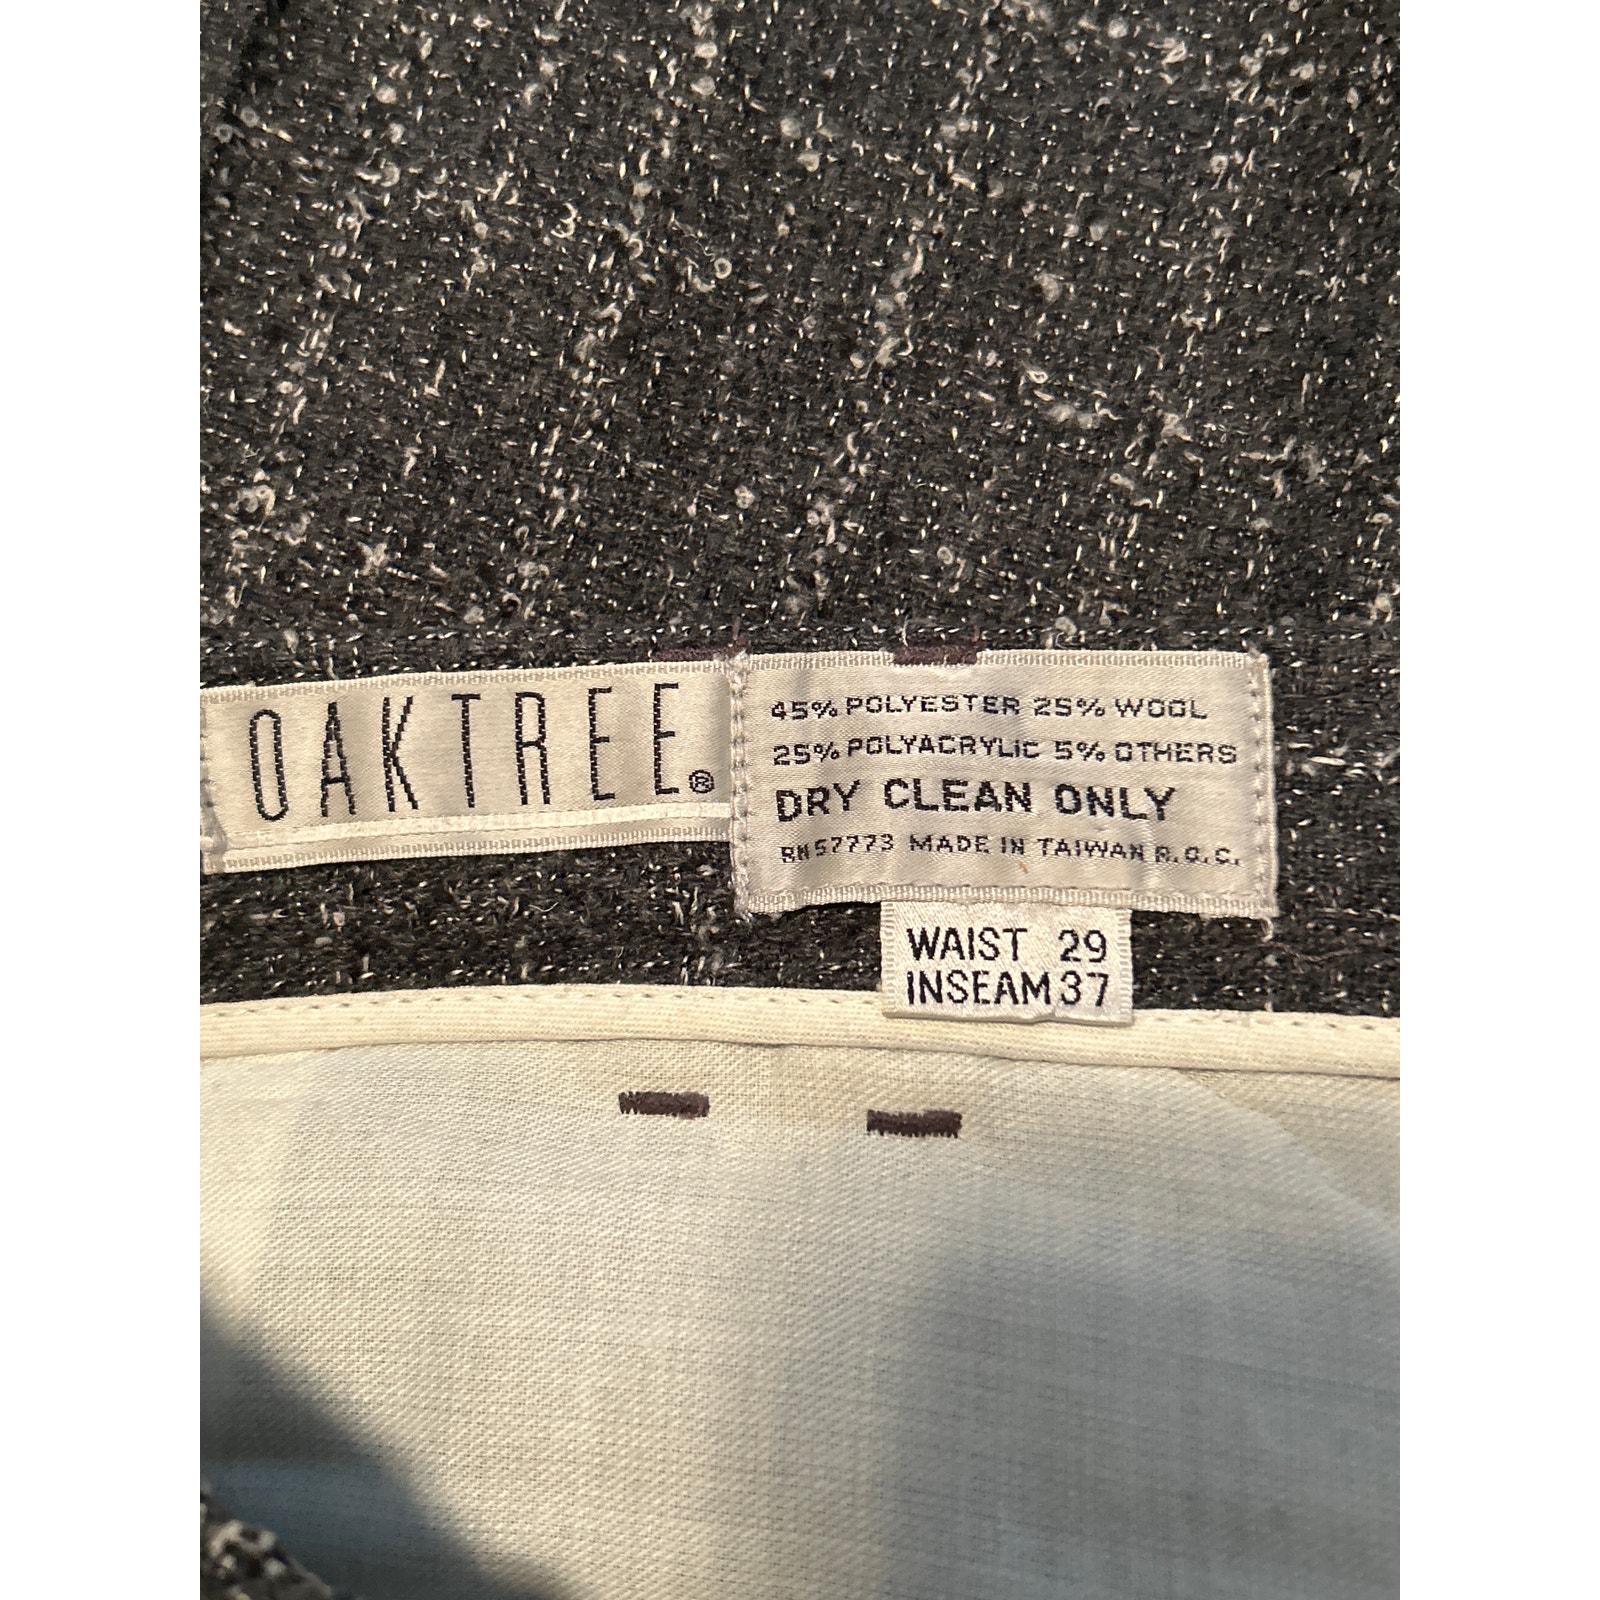 OAKTREE®
45% POLYESTER 25% WOOL
25% POLYACRYLIC 5% OTHERS
DRY CLEAN ONLY
RN57773 MADE IN TAIWAN R.O.C.
WAIST 29
INSEAM 37